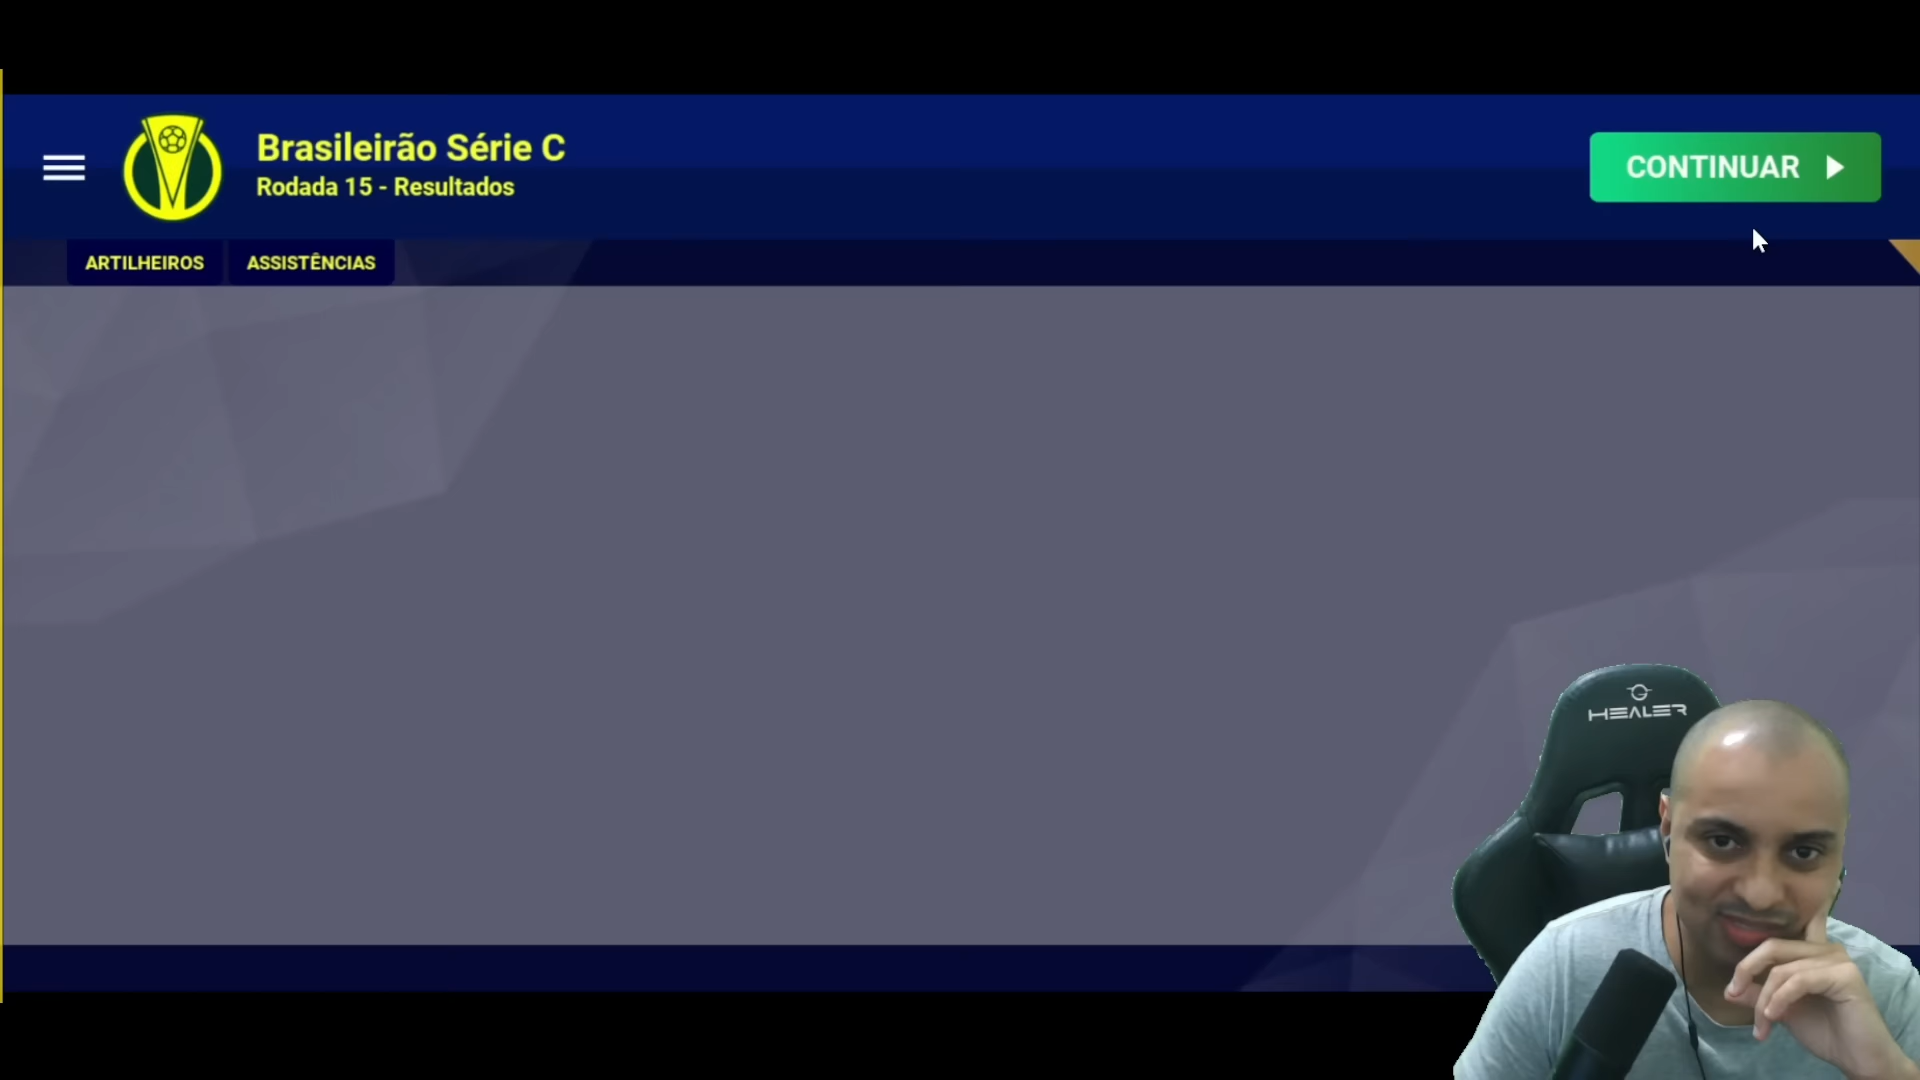 Brasileirão Série C
Rodada 15 - Resultados
CONTINUAR
ARTILHEIROS
ASSISTÊNCIAS
HEALER